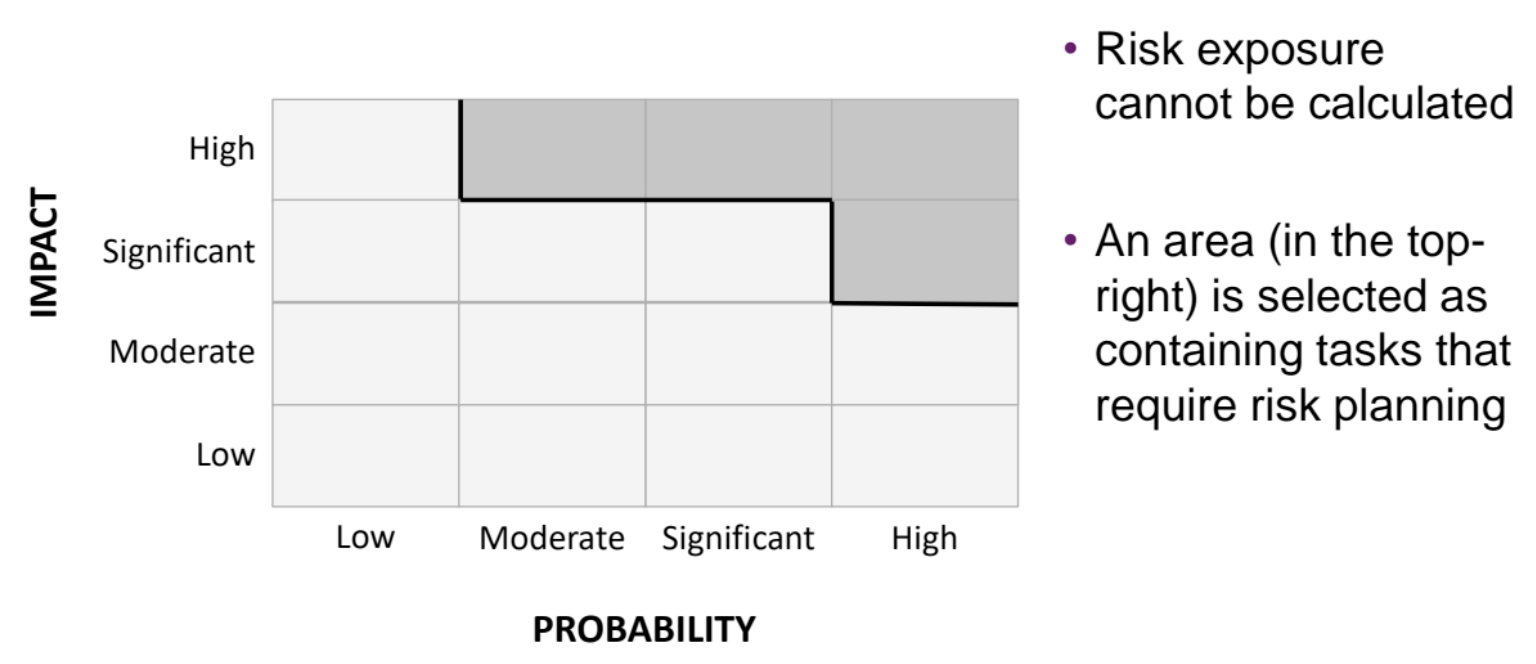 IMPACT
High
Significant
Moderate
Low
Low
Moderate
Significant
High
PROBABILITY
• Risk exposure
cannot be calculated
• An area (in the top-
right) is selected as
containing tasks that
require risk planning